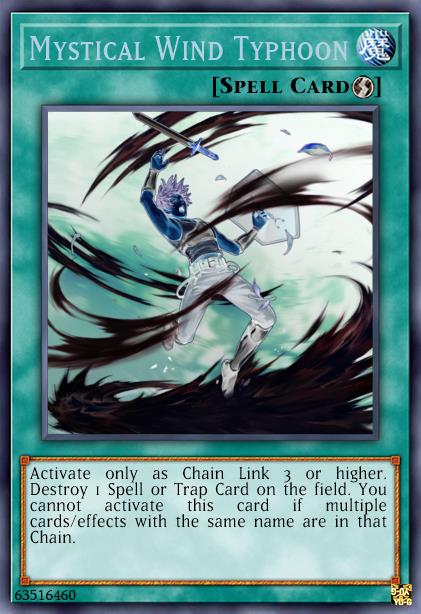 Mystical Wind Typhoon
魔
[Spell Card]
Activate only as Chain Link 3 or higher.
Destroy 1 Spell or Trap Card on the field. You
cannot activate this card if multiple
cards/effects with the same name are in that
Chain.
63516460